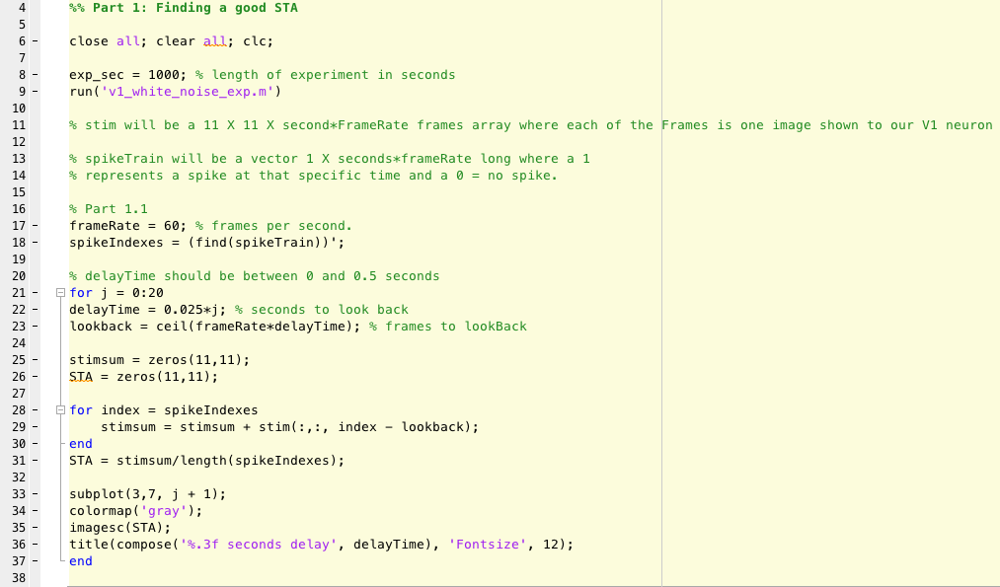 4 %% Part 1: Finding a good STA
5
6 - close all; clear all; clc;
7
8 - exp_sec = 1000; % length of experiment in seconds
9 - run('v1_white_noise_exp.m')
10
11 % stim will be a 11 X 11 X second*FrameRate frames array where each of the Frames is one image shown to our V1 neuron
12
13 % spikeTrain will be a vector 1 X seconds*frameRate long where a 1
14 % represents a spike at that specific time and a 0 = no spike.
15
16 % Part 1.1
17 - frameRate = 60; % frames per second.
18 - spikeIndexes = (find(spikeTrain))';
19
20 % delayTime should be between 0 and 0.5 seconds
21 - for j = 0:20
22 - delayTime = 0.025*j; % seconds to look back
23 - lookback = ceil(frameRate*delayTime); % frames to lookBack
24
25 - stimsum = zeros(11,11);
26 - STA = zeros(11,11);
27
28 - for index = spikeIndexes
29 - stimsum = stimsum + stim(:,:, index - lookback);
30 - end
31 - STA = stimsum/length(spikeIndexes);
32
33 - subplot(3,7, j + 1);
34 - colormap('gray');
35 - imagesc(STA);
36 - title(compose('%.3f seconds delay', delayTime), 'Fontsize', 12);
37 - end
38